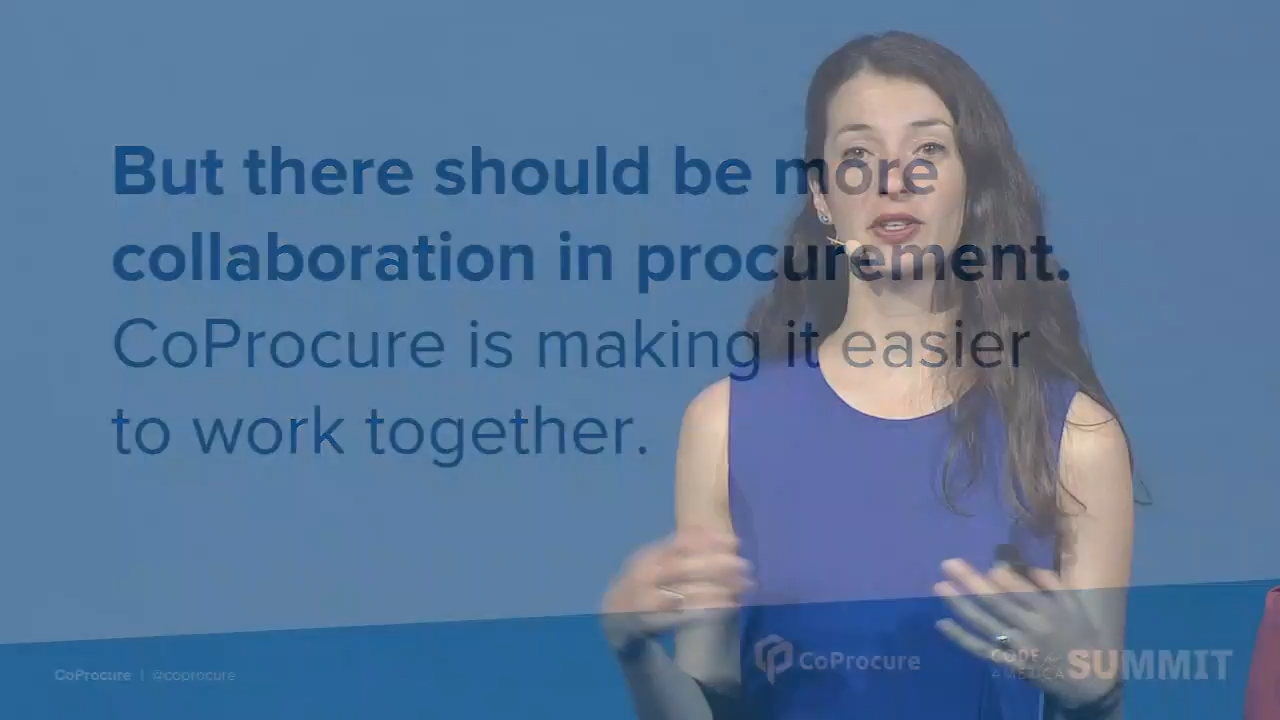 But there should be more
collaboration in procurement.
CoProcure is making it easier
to work together.
CoProcure | @coprocure
CoProcure
CODE for
AMERICA
SUMMIT